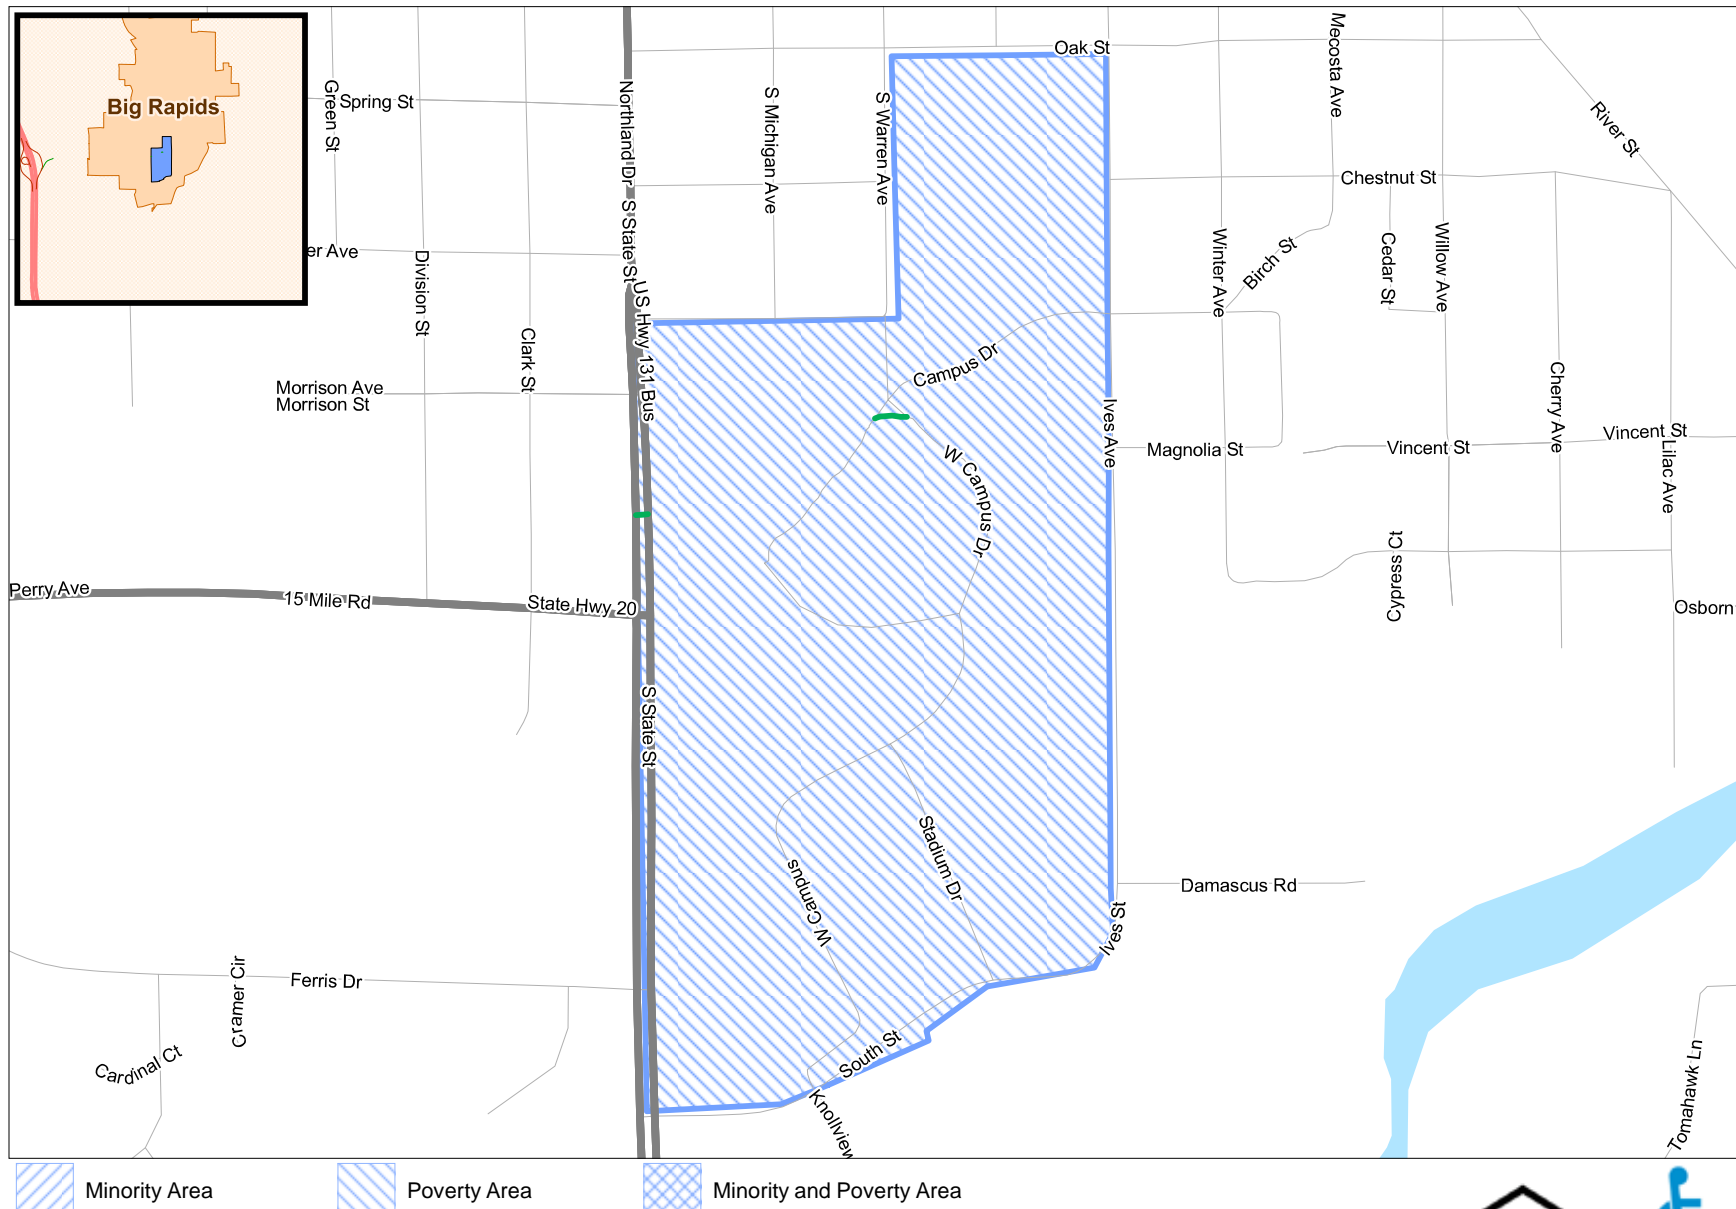 Big Rapids
Oak St
Spring St
Green St
Northland Dr
S State St
US Hwy 131 Bus
S Michigan Ave
S Warren Ave
Mecosta Ave
River St
Chestnut St
Winter Ave
Birch St
Cedar St
Willow Ave
er Ave
Division St
Clark St
Campus Dr
Morrison Ave
Morrison St
Ives Ave
W Campus Dr
Magnolia St
Vincent St
Cherry Ave
Vincent St
Lilac Ave
Cypress Ct
Perry Ave
15 Mile Rd
State Hwy 20
Osborn
S State St
Stadium Dr
W Campus
Damascus Rd
Ives St
Ferris Dr
Cramer Cir
Cardinal Ct
South St
Knollview
Tomahawk Ln
Minority Area
Poverty Area
Minority and Poverty Area